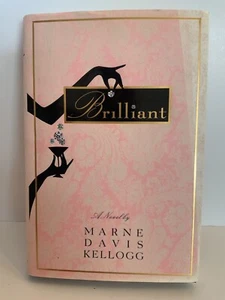 Brilliant
A Novel by
MARNE
DAVIS
KELLOGG